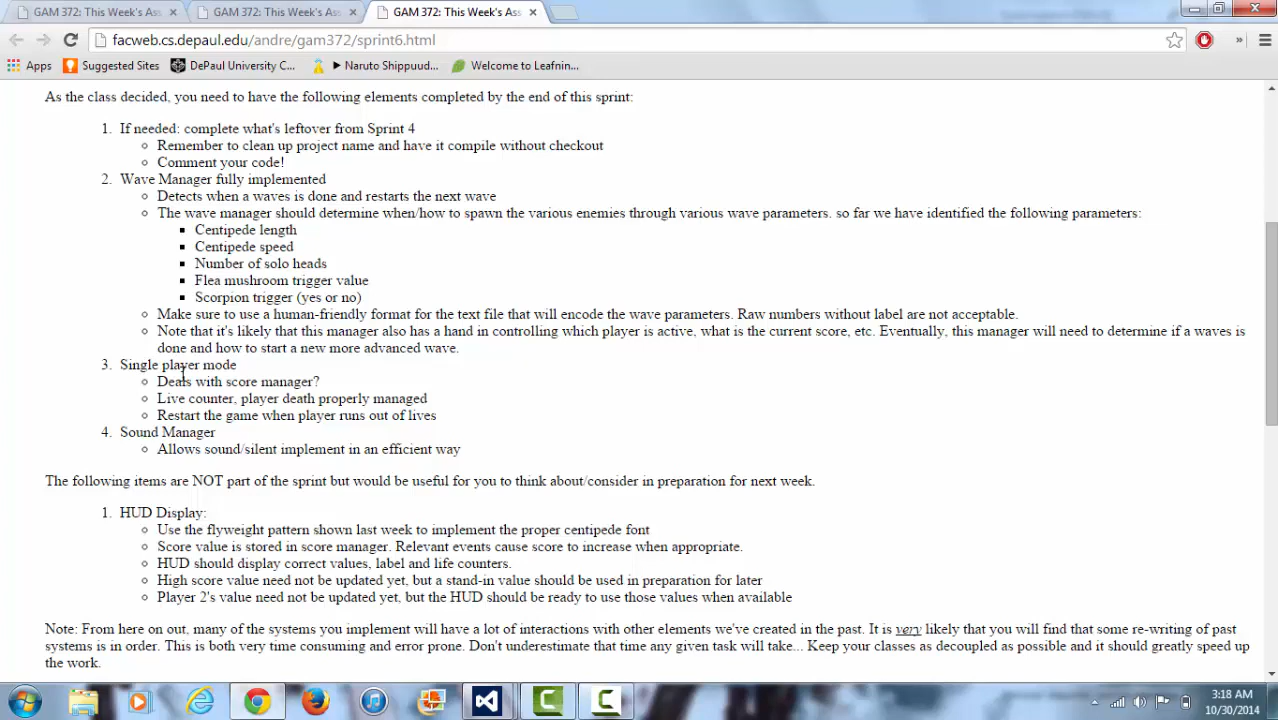 GAM 372: This Week's Ass
GAM 372: This Week's Ass
GAM 372: This Week's Ass
facweb.cs.depaul.edu/andre/gam372/sprint6.html
Apps Suggested Sites DePaul University C... ▶ Naruto Shippuud... Welcome to Leafnin...
As the class decided, you need to have the following elements completed by the end of this sprint:
1. If needed: complete what's leftover from Sprint 4
Remember to clean up project name and have it compile without checkout
Comment your code!
2. Wave Manager fully implemented
Detects when a waves is done and restarts the next wave
The wave manager should determine when/how to spawn the various enemies through various wave parameters. so far we have identified the following parameters:
Centipede length
Centipede speed
Number of solo heads
Flea mushroom trigger value
Scorpion trigger (yes or no)
Make sure to use a human-friendly format for the text file that will encode the wave parameters. Raw numbers without label are not acceptable.
Note that it's likely that this manager also has a hand in controlling which player is active, what is the current score, etc. Eventually, this manager will need to determine if a waves is
done and how to start a new more advanced wave.
3. Single player mode
Deals with score manager?
Live counter, player death properly managed
Restart the game when player runs out of lives
4. Sound Manager
Allows sound/silent implement in an efficient way
The following items are NOT part of the sprint but would be useful for you to think about/consider in preparation for next week.
1. HUD Display:
Use the flyweight pattern shown last week to implement the proper centipede font
Score value is stored in score manager. Relevant events cause score to increase when appropriate.
HUD should display correct values, label and life counters.
High score value need not be updated yet, but a stand-in value should be used in preparation for later
Player 2's value need not be updated yet, but the HUD should be ready to use those values when available
Note: From here on out, many of the systems you implement will have a lot of interactions with other elements we've created in the past. It is very likely that you will find that some re-writing of past
systems is in order. This is both very time consuming and error prone. Don't underestimate that time any given task will take... Keep your classes as decoupled as possible and it should greatly speed up
the work.
3:18 AM
10/30/2014